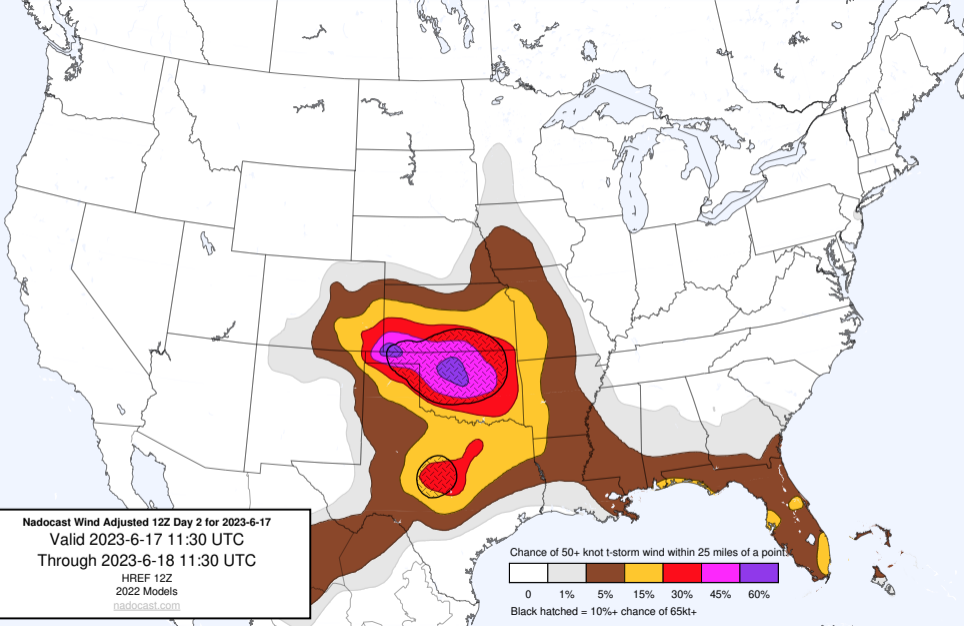 Nadocast Wind Adjusted 12Z Day 2 for 2023-6-17
Valid 2023-6-17 11:30 UTC
Through 2023-6-18 11:30 UTC
HREF 12Z
2022 Models
nadocast.com
Chance of 50+ knot t-storm wind within 25 miles of a point.
0 1% 5% 15% 30% 45% 60%
Black hatched = 10%+ chance of 65kt+